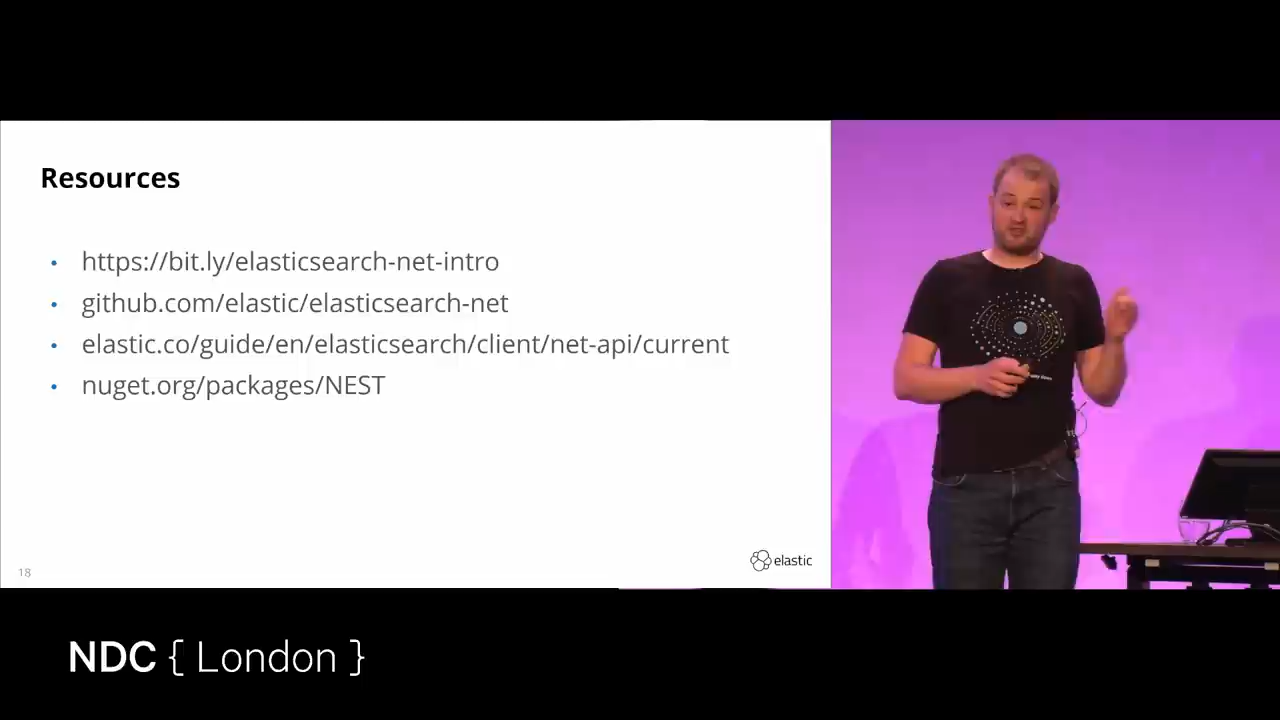 Resources
• https://bit.ly/elasticsearch-net-intro
• github.com/elastic/elasticsearch-net
• elastic.co/guide/en/elasticsearch/client/net-api/current
• nuget.org/packages/NEST
18
elastic
NDC { London }